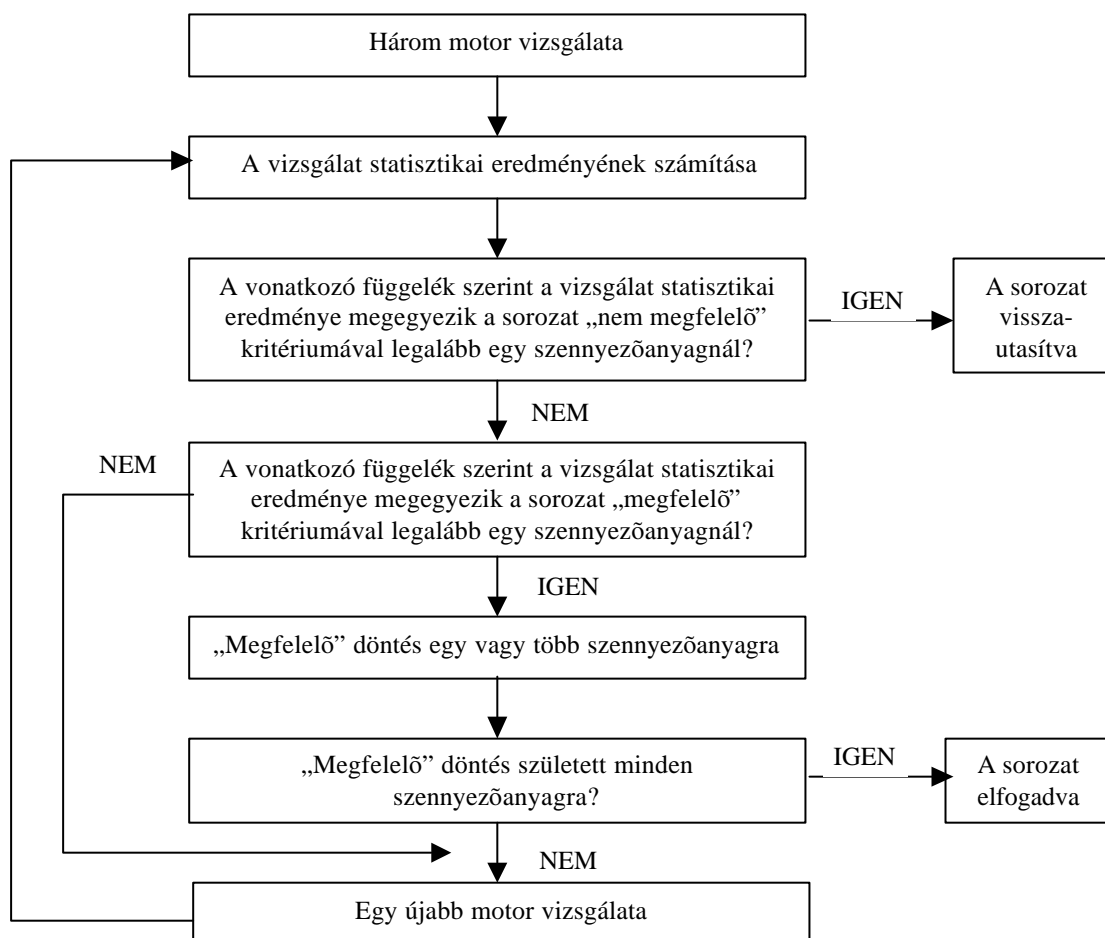 Három motor vizsgálata
A vizsgálat statisztikai eredményének számítása
A vonatkozó függelék szerint a vizsgálat statisztikai
eredménye megegyezik a sorozat „nem megfelelõ”
kritériumával legalább egy szennyezõanyagnál?
IGEN
A sorozat
vissza-
utasítva
NEM
NEM
A vonatkozó függelék szerint a vizsgálat statisztikai
eredménye megegyezik a sorozat „megfelelõ”
kritériumával legalább egy szennyezõanyagnál?
IGEN
„Megfelelõ” döntés egy vagy több szennyezõanyagra
„Megfelelõ” döntés született minden
szennyezõanyagra?
IGEN
A sorozat
elfogadva
NEM
Egy újabb motor vizsgálata